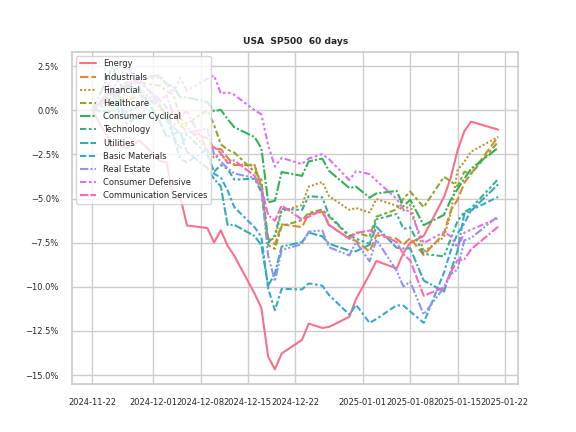 USA  SP500  60 days
2.5%
0.0%
−2.5%
−5.0%
−7.5%
−10.0%
−12.5%
−15.0%
Energy
Industrials
Financial
Healthcare
Consumer Cyclical
Technology
Utilities
Basic Materials
Real Estate
Consumer Defensive
Communication Services
2024-11-22 2024-12-01 2024-12-08 2024-12-15 2024-12-22 2025-01-01 2025-01-08 2025-01-15 2025-01-22